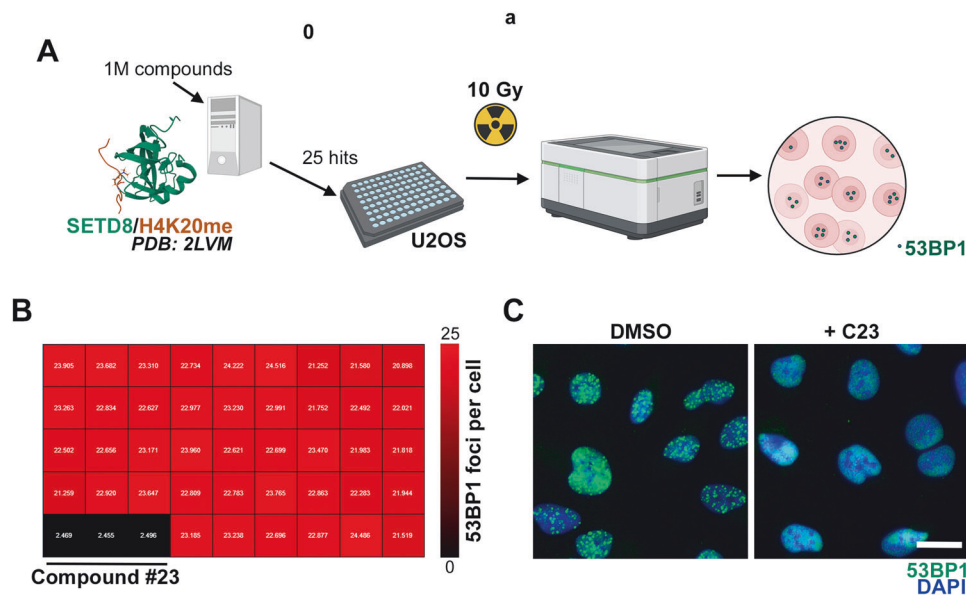 0
a
A
1M compounds
10 Gy
25 hits
SETD8/H4K20me
PDB: 2LVM
U2OS
53BP1
B
25
23.905 23.682 23.310 22.734 24.222 24.516 21.252 21.580 20.898
23.263 22.834 22.627 22.977 23.230 22.991 21.752 22.492 22.021
22.502 22.656 23.171 23.960 22.621 22.699 23.470 21.983 21.818
21.259 22.920 23.647 22.809 22.783 23.765 22.863 22.283 21.944
2.469 2.455 2.496 23.185 23.238 22.696 22.877 24.486 21.519
Compound #23
53BP1 foci per cell
0
C
DMSO
+ C23
53BP1
DAPI